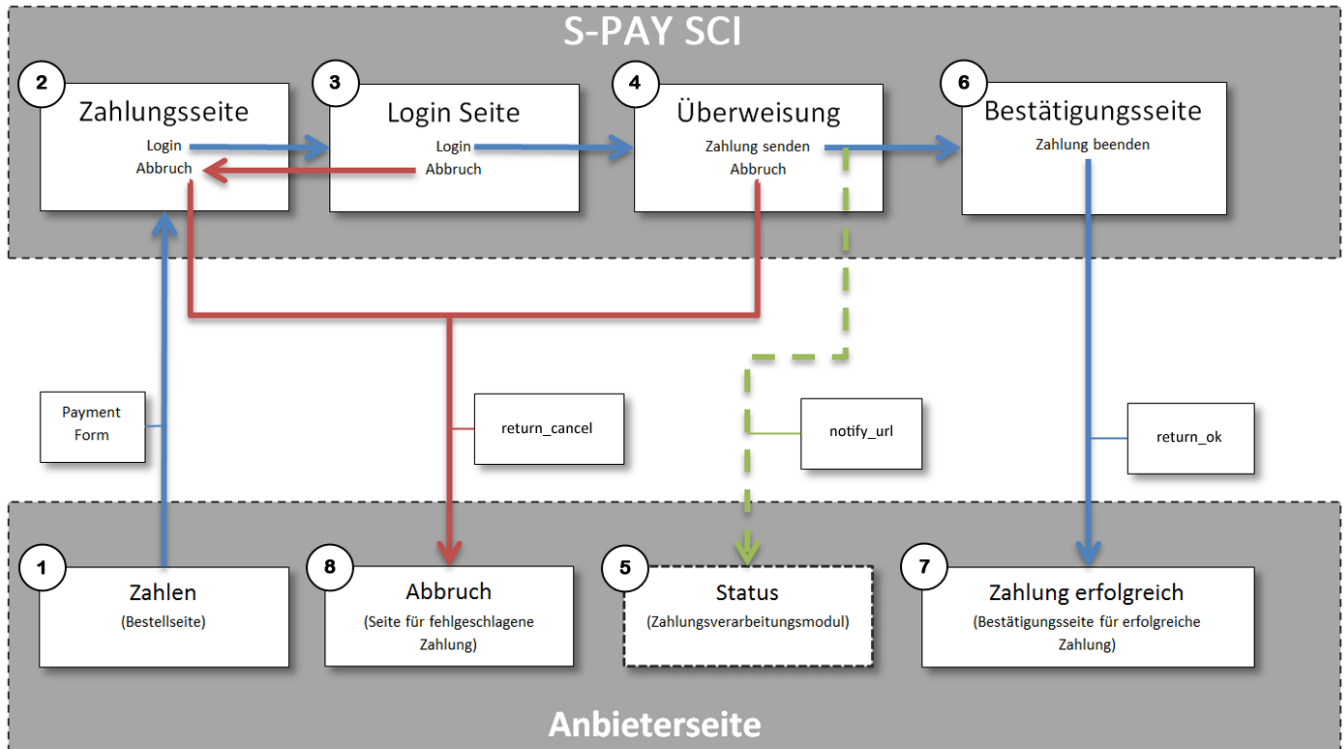 S-PAY SCI
2
Zahlungsseite
Login
Abbruch
3
Login Seite
Login
Abbruch
4
Überweisung
Zahlung senden
Abbruch
6
Bestätigungsseite
Zahlung beenden
Payment
Form
return_cancel
notify_url
return_ok
1
Zahlen
(Bestellseite)
8
Abbruch
(Seite für fehlgeschlagene
Zahlung)
5
Status
(Zahlungsverarbeitungsmodul)
7
Zahlung erfolgreich
(Bestätigungsseite für erfolgreiche
Zahlung)
Anbieterseite